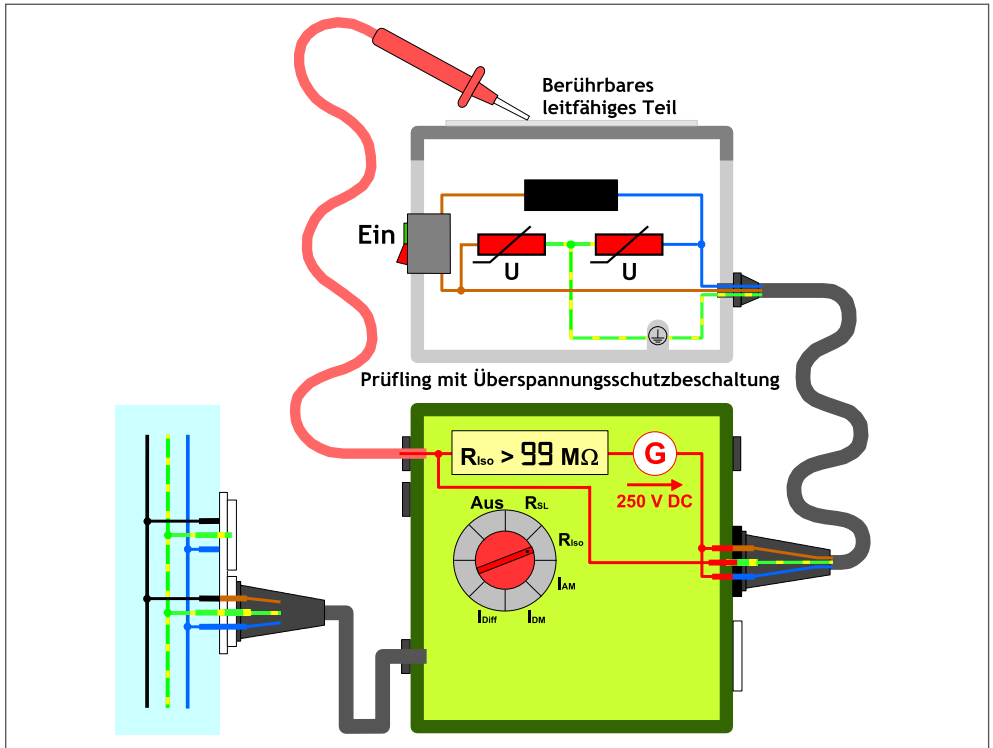 Berührbares
leitfähiges Teil
Ein
U
U
Prüfling mit Überspannungsschutzbeschaltung
RIso > 99 MΩ
G
250 V DC
Aus
RSL
RIso
IAM
IDM
IDiff